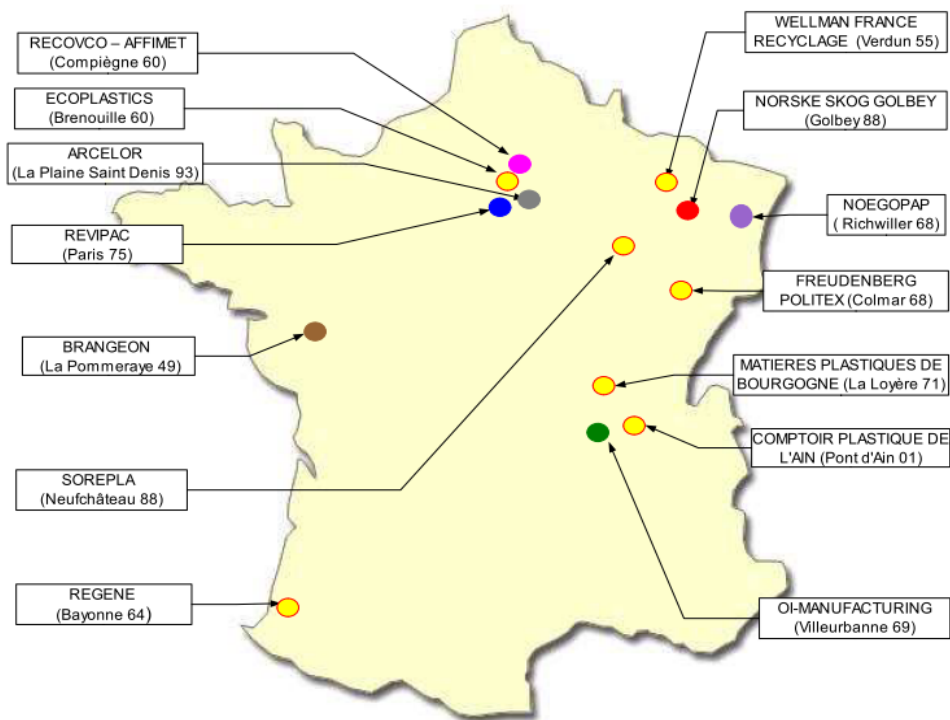 RECOVCO – AFFIMET
(Compiègne 60)
ECOPLASTICS
(Brenouille 60)
ARCELOR
(La Plaine Saint Denis 93)
REVIPAC
(Paris 75)
BRANGEON
(La Pommeraye 49)
SOREPLA
(Neufchâteau 88)
REGENE
(Bayonne 64)
WELLMAN FRANCE
RECYCLAGE (Verdun 55)
NORSKE SKOG GOLBEY
(Golbey 88)
NOEGOPAP
( Richwiller 68)
FREUDENBERG
POLITEX (Colmar 68)
MATIERES PLASTIQUES DE
BOURGOGNE (La Loyère 71)
COMPTOIR PLASTIQUE DE
L'AIN (Pont d'Ain 01)
OI-MANUFACTURING
(Villeurbanne 69)